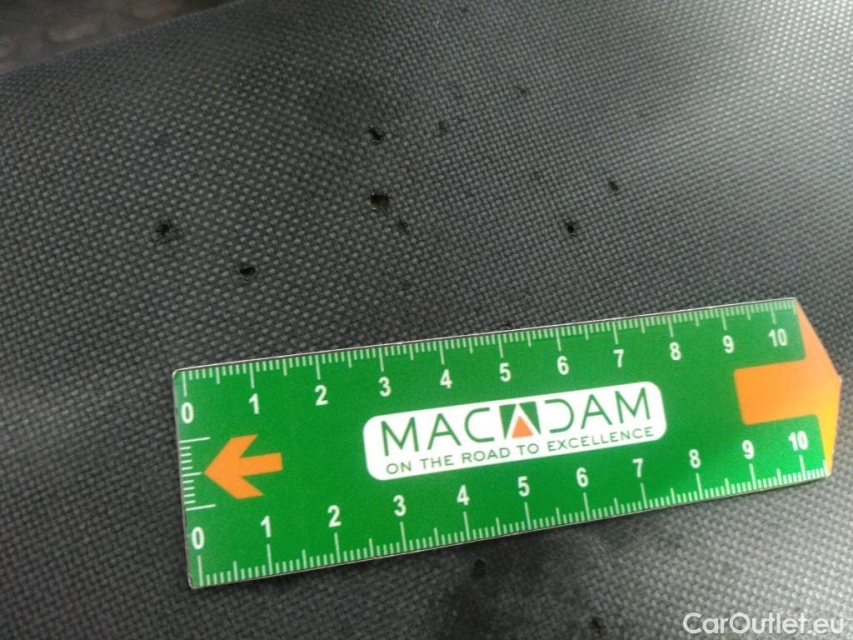 0 1 2 3 4 5 6 7 8 9 10
MACADAM
ON THE ROAD TO EXCELLENCE
0 1 2 3 4 5 6 7 8 9 10
CarOutlet.eu